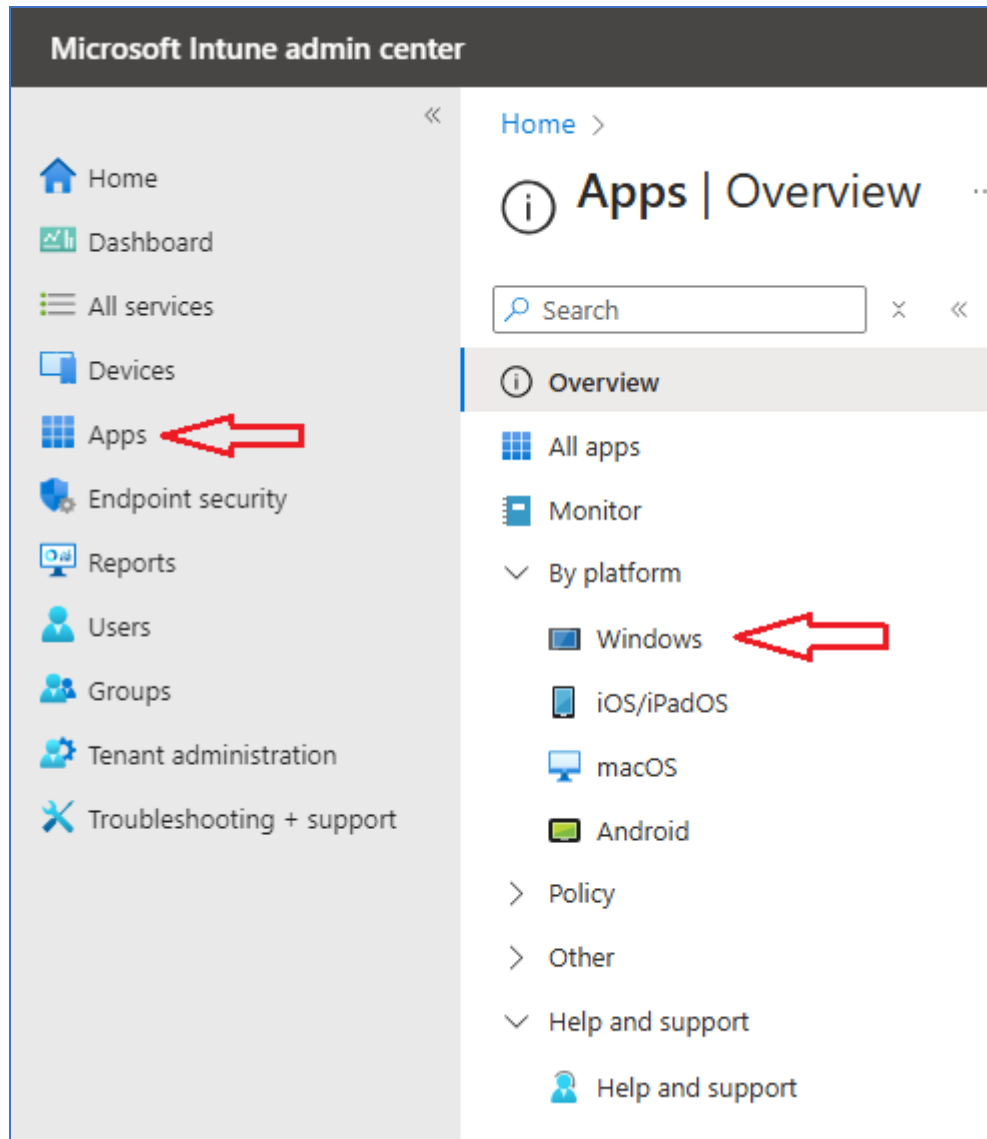 Microsoft Intune admin center
Home
Dashboard
All services
Devices
Apps
Endpoint security
Reports
Users
Groups
Tenant administration
Troubleshooting + support
Home >
Apps | Overview
Search
Overview
All apps
Monitor
By platform
Windows
iOS/iPadOS
macOS
Android
Policy
Other
Help and support
Help and support